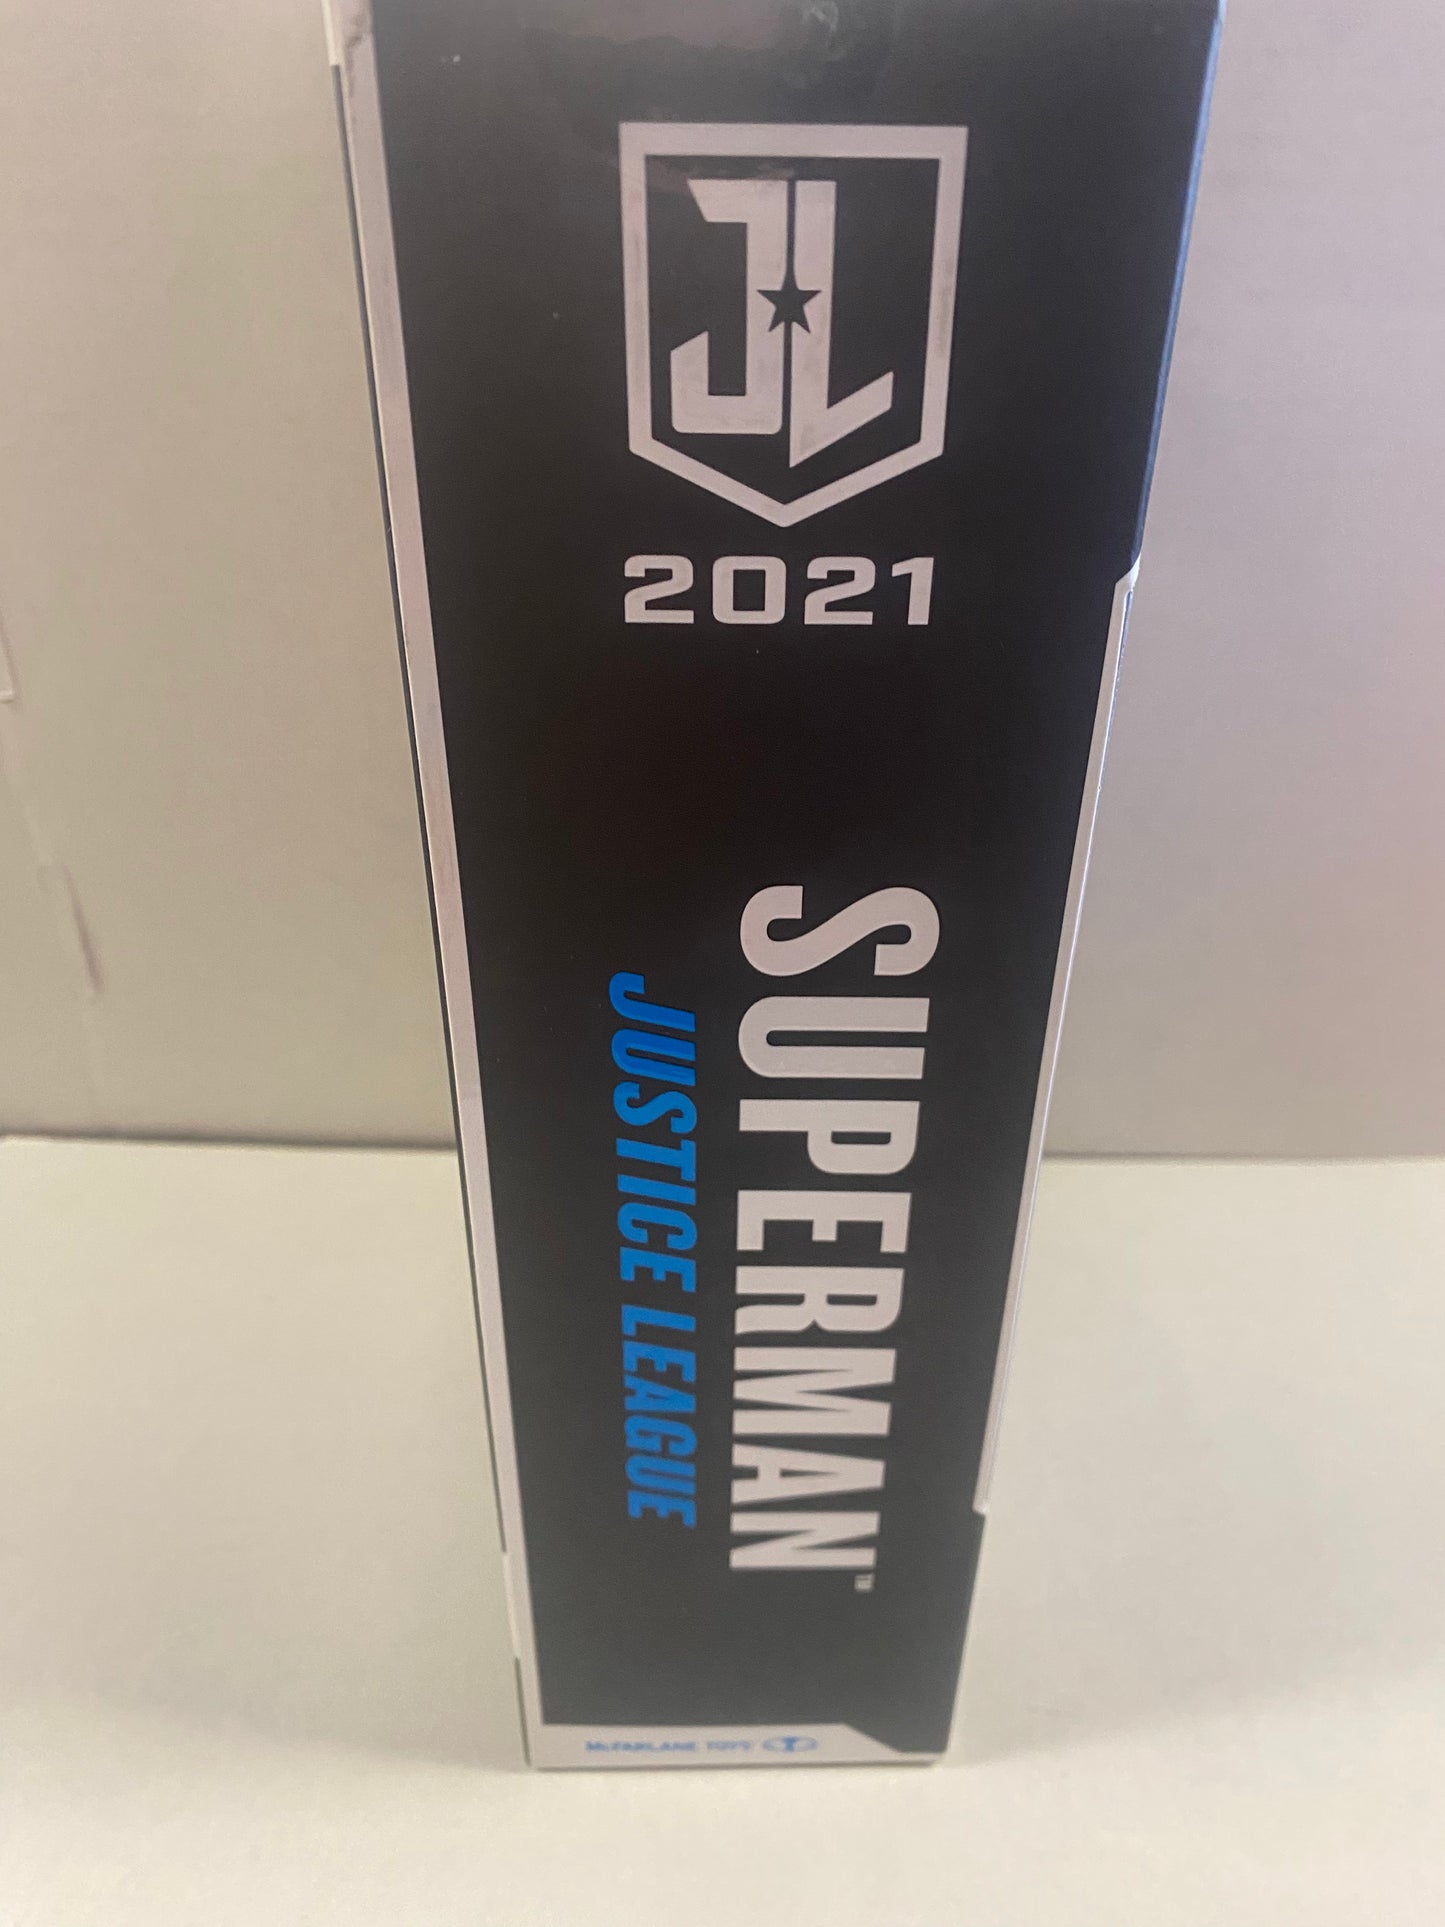 JL
2021
SUPERMAN™
JUSTICE LEAGUE
McFARLANE TOYS